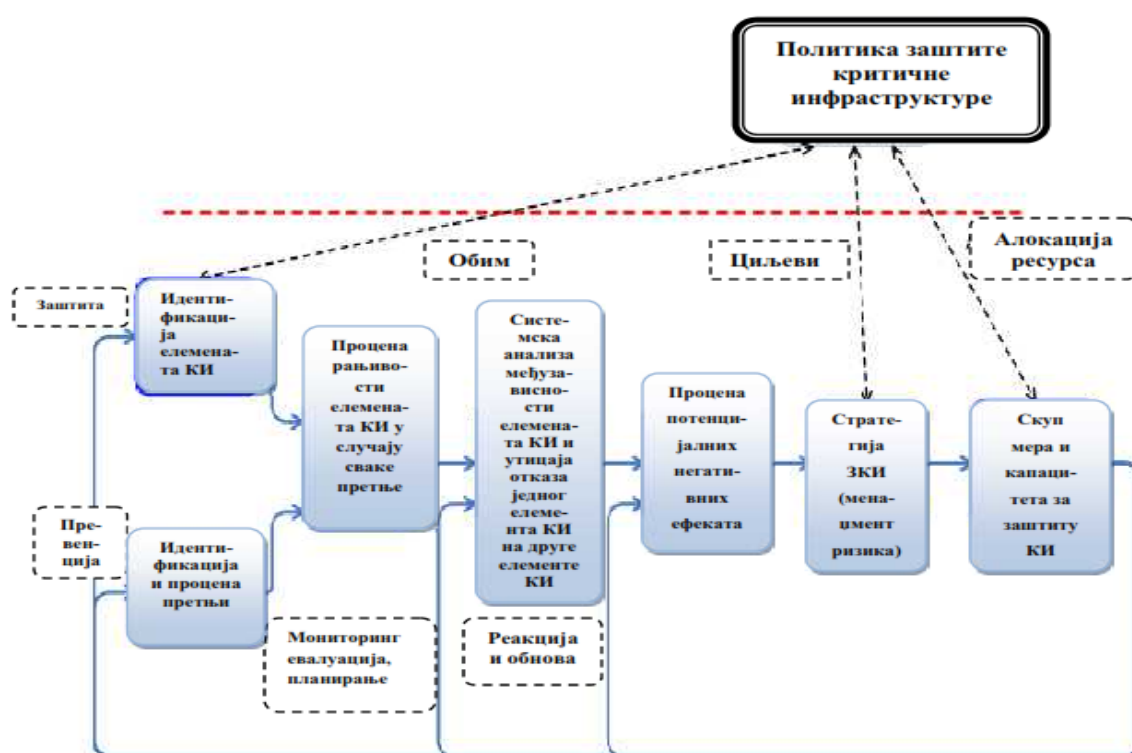 Политика заштите
критичне
инфраструктуре
Обим
Циљеви
Алокација
ресурса
Заштита
Иденти-
фикаци-
ја
елемена-
та КИ
Процена
рањиво-
сти
елемена-
та КИ у
случају
сваке
претње
Систе-
мска
анализа
међуза-
висно-
сти
елемена-
та КИ и
утицаја
отказа
једног
елеме-
нта КИ
на друге
елементе
КИ
Процена
потенци-
јалних
негати-
вних
ефеката
Страте-
гија
ЗКИ
(мена-
џмент
ризика)
Скуп
мера и
капаци-
тета за
заштиту
КИ
Пре-
вен-
ција
Иденти-
фикација
и процена
претњи
Мониторинг
евалуација,
планирање
Реакција
и обнова